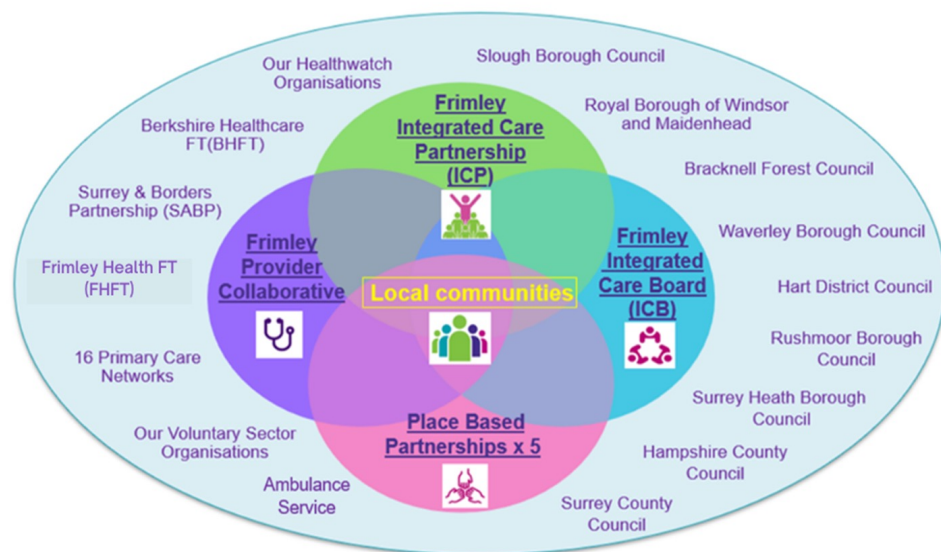 Our Healthwatch
Organisations
Slough Borough Council
Berkshire Healthcare
FT(BHFT)
Frimley
Integrated Care
Partnership
(ICP)
Royal Borough of Windsor
and Maidenhead
Surrey & Borders
Partnership (SABP)
Bracknell Forest Council
Frimley Health FT
(FHFT)
Frimley
Provider
Collaborative
Frimley
Integrated
Care Board
(ICB)
Waverley Borough Council
Local communities
Hart District Council
16 Primary Care
Networks
Rushmoor Borough
Council
Our Voluntary Sector
Organisations
Place Based
Partnerships x 5
Surrey Heath Borough
Council
Ambulance
Service
Hampshire County
Council
Surrey County
Council